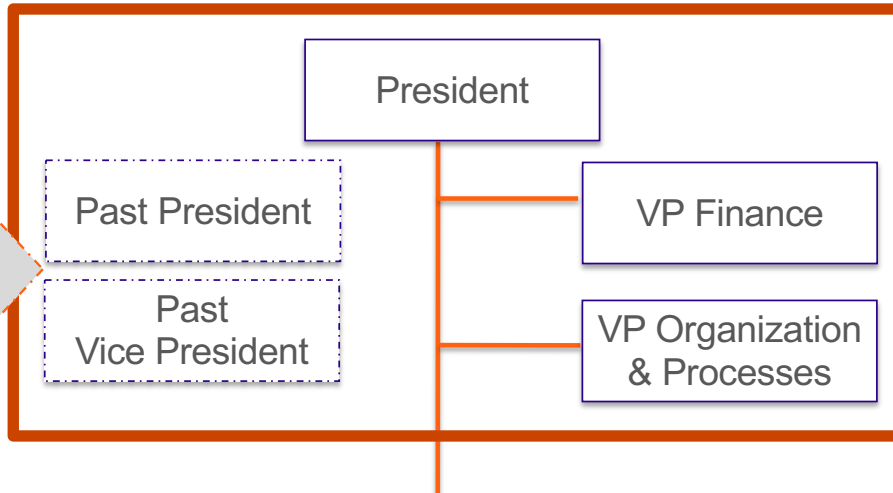 President
Past President
VP Finance
Past
Vice President
VP Organization
& Processes